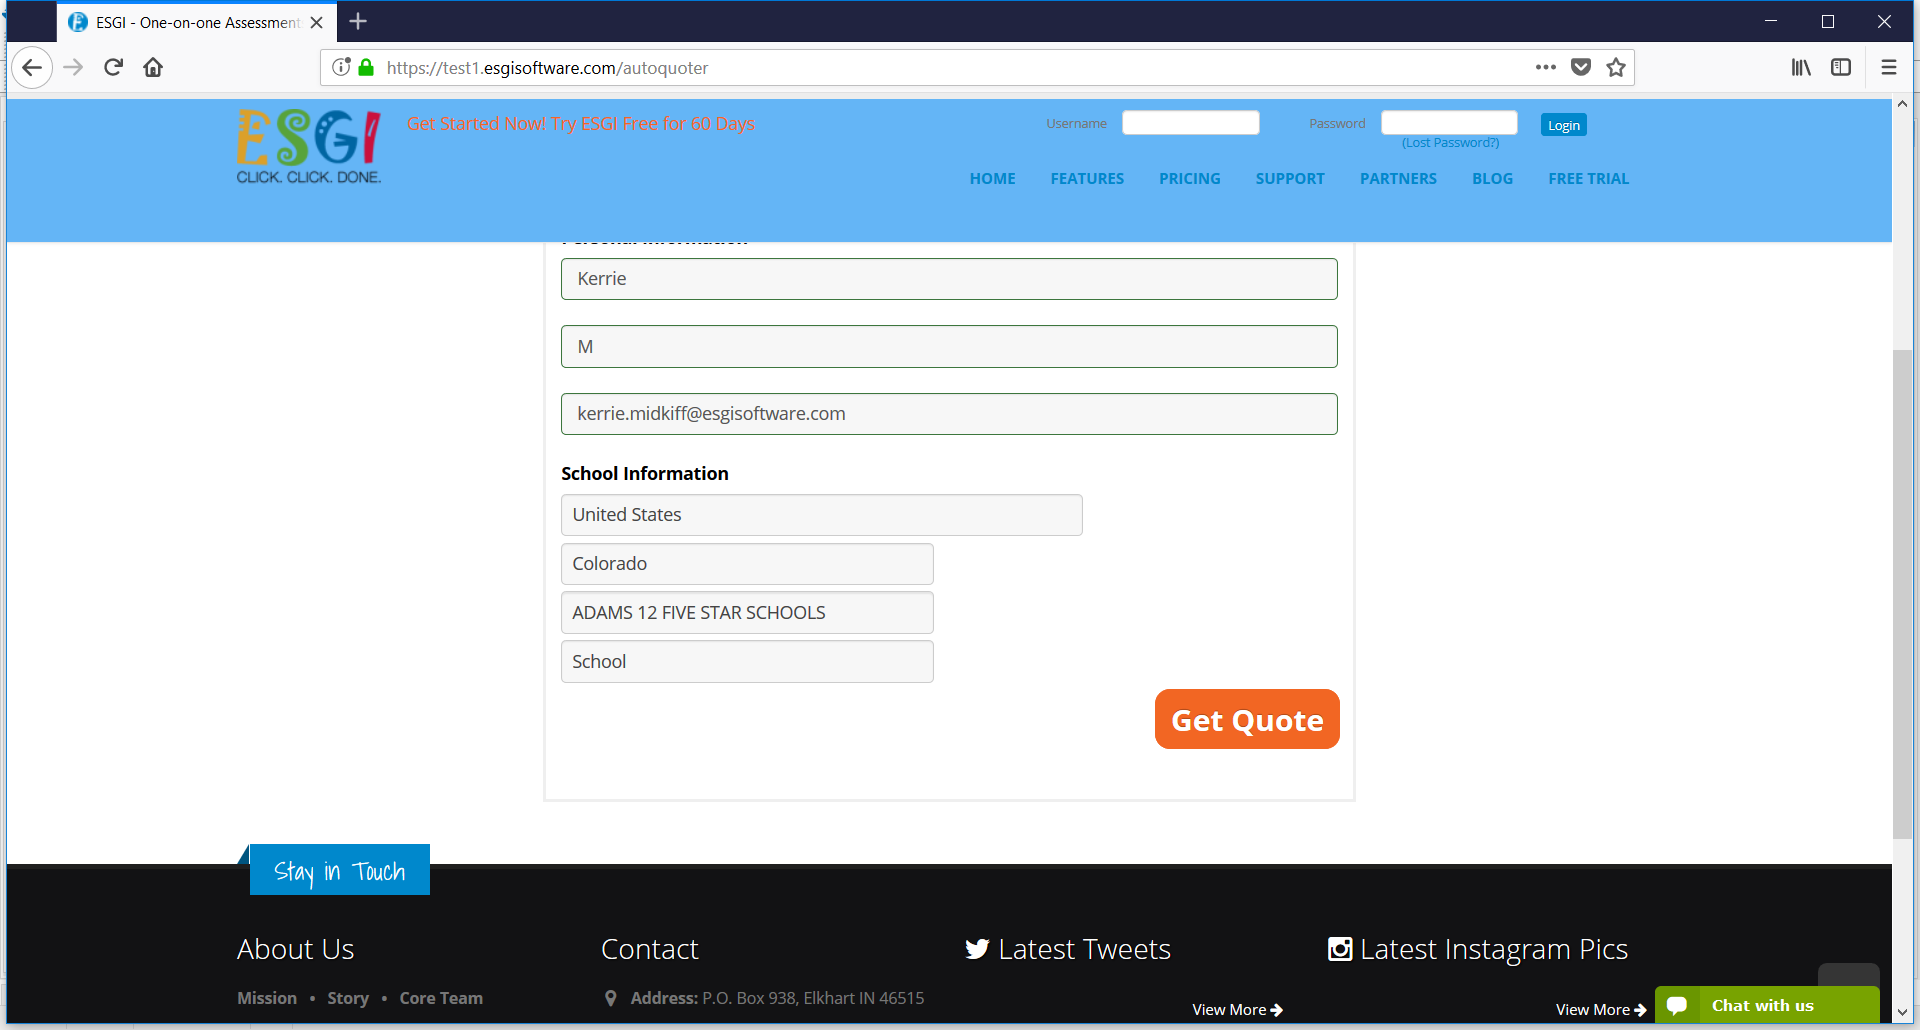 ESGI - One-on-one Assessment
https://test1.esgisoftware.com/autoquoter
ESGI
CLICK. CLICK. DONE.
Get Started Now! Try ESGI Free for 60 Days
Username
Password
Login
(Lost Password?)
HOME FEATURES PRICING SUPPORT PARTNERS BLOG FREE TRIAL
Personal Information
Kerrie
M
kerrie.midkiff@esgisoftware.com
School Information
United States
Colorado
ADAMS 12 FIVE STAR SCHOOLS
School
Get Quote
Stay in Touch
About Us
Mission • Story • Core Team
Contact
Address: P.O. Box 938, Elkhart IN 46515
Latest Tweets
View More
Latest Instagram Pics
View More
Chat with us